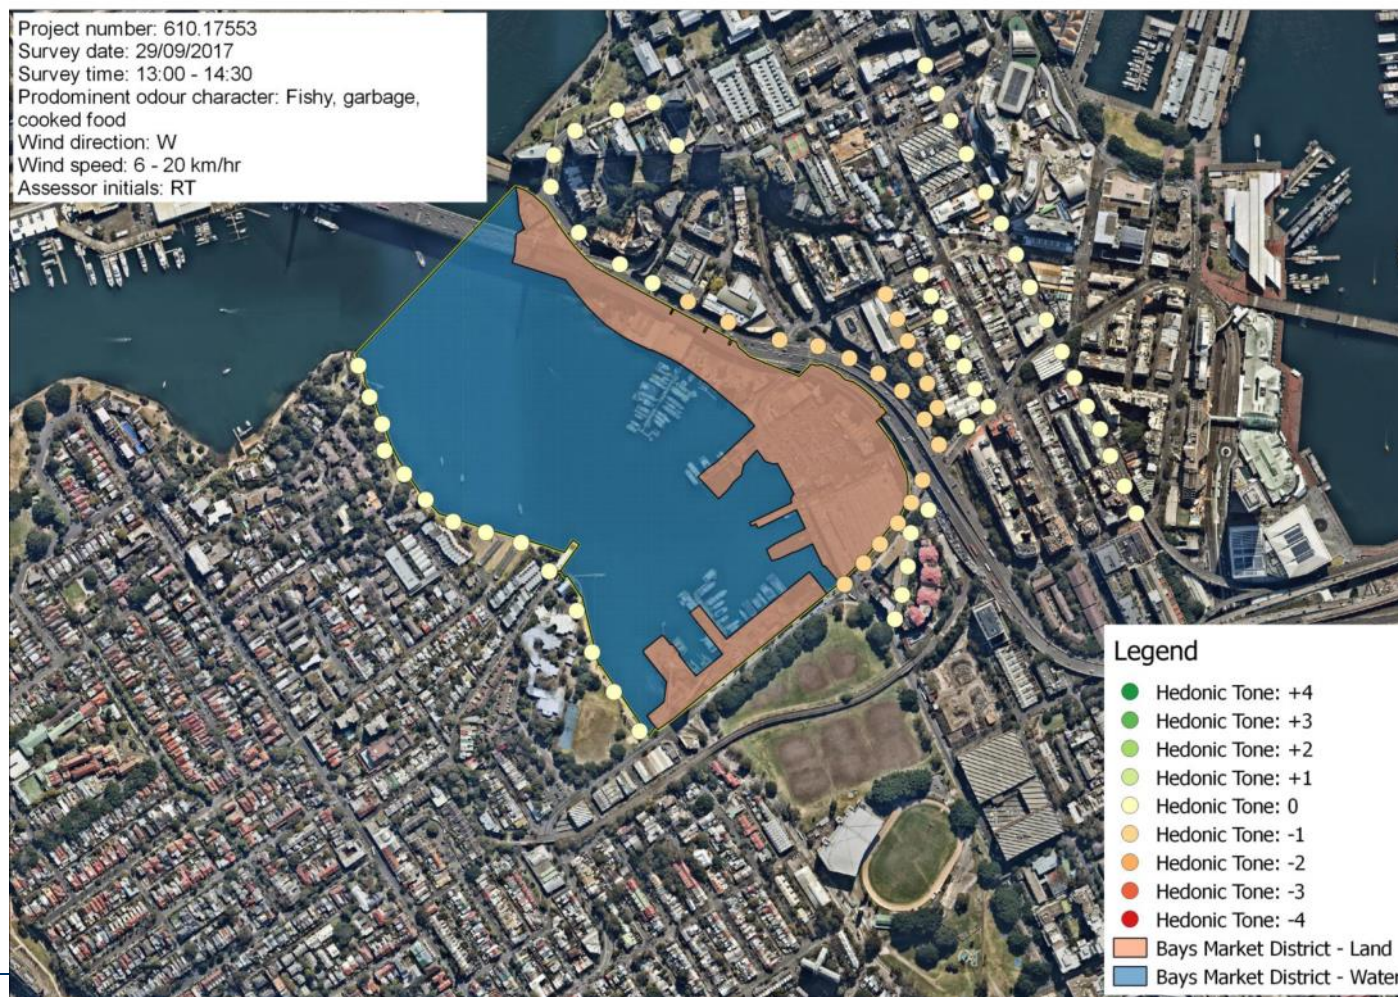 Project number: 610.17553
Survey date: 29/09/2017
Survey time: 13:00 - 14:30
Prodominent odour character: Fishy, garbage,
cooked food
Wind direction: W
Wind speed: 6 - 20 km/hr
Assessor initials: RT
Legend
Hedonic Tone: +4
Hedonic Tone: +3
Hedonic Tone: +2
Hedonic Tone: +1
Hedonic Tone: 0
Hedonic Tone: -1
Hedonic Tone: -2
Hedonic Tone: -3
Hedonic Tone: -4
Bays Market District - Land
Bays Market District - Water